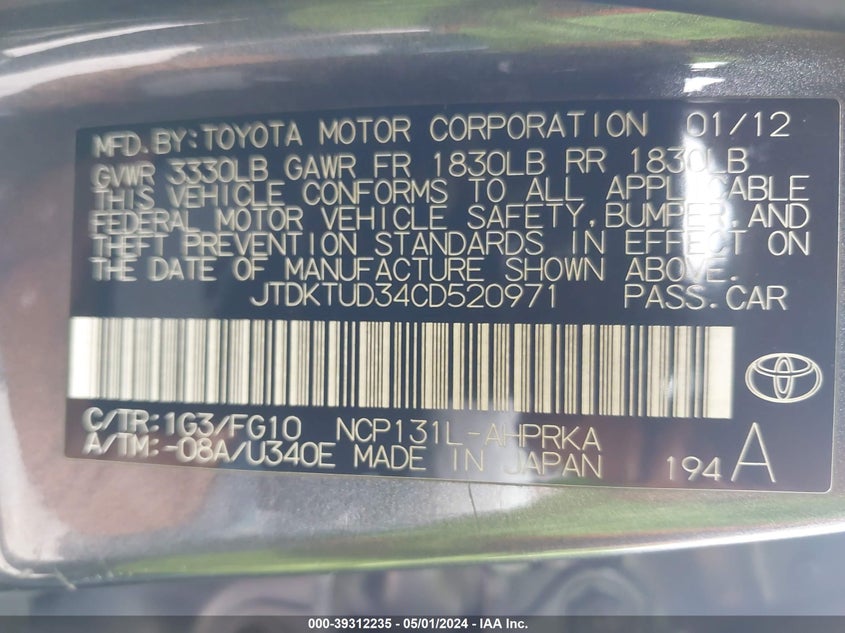 MFD.BY:TOYOTA MOTOR CORPORATION 01/12
GVWR 3330LB GAWR FR 1830LB RR 1830LB
THIS VEHICLE CONFORMS TO ALL APPLICABLE
FEDERAL MOTOR VEHICLE SAFETY,BUMPER,AND
THEFT PREVENTION STANDARDS IN EFFECT ON
THE DATE OF MANUFACTURE SHOWN ABOVE.
JTDKTUD34CD520971 PASS.CAR
C/TR:1G3/FG10 NCP131L-AHPRKA
A/TM:-08A/U340E MADE IN JAPAN 194 A
000-39312235 - 05/01/2024 - IAA Inc.